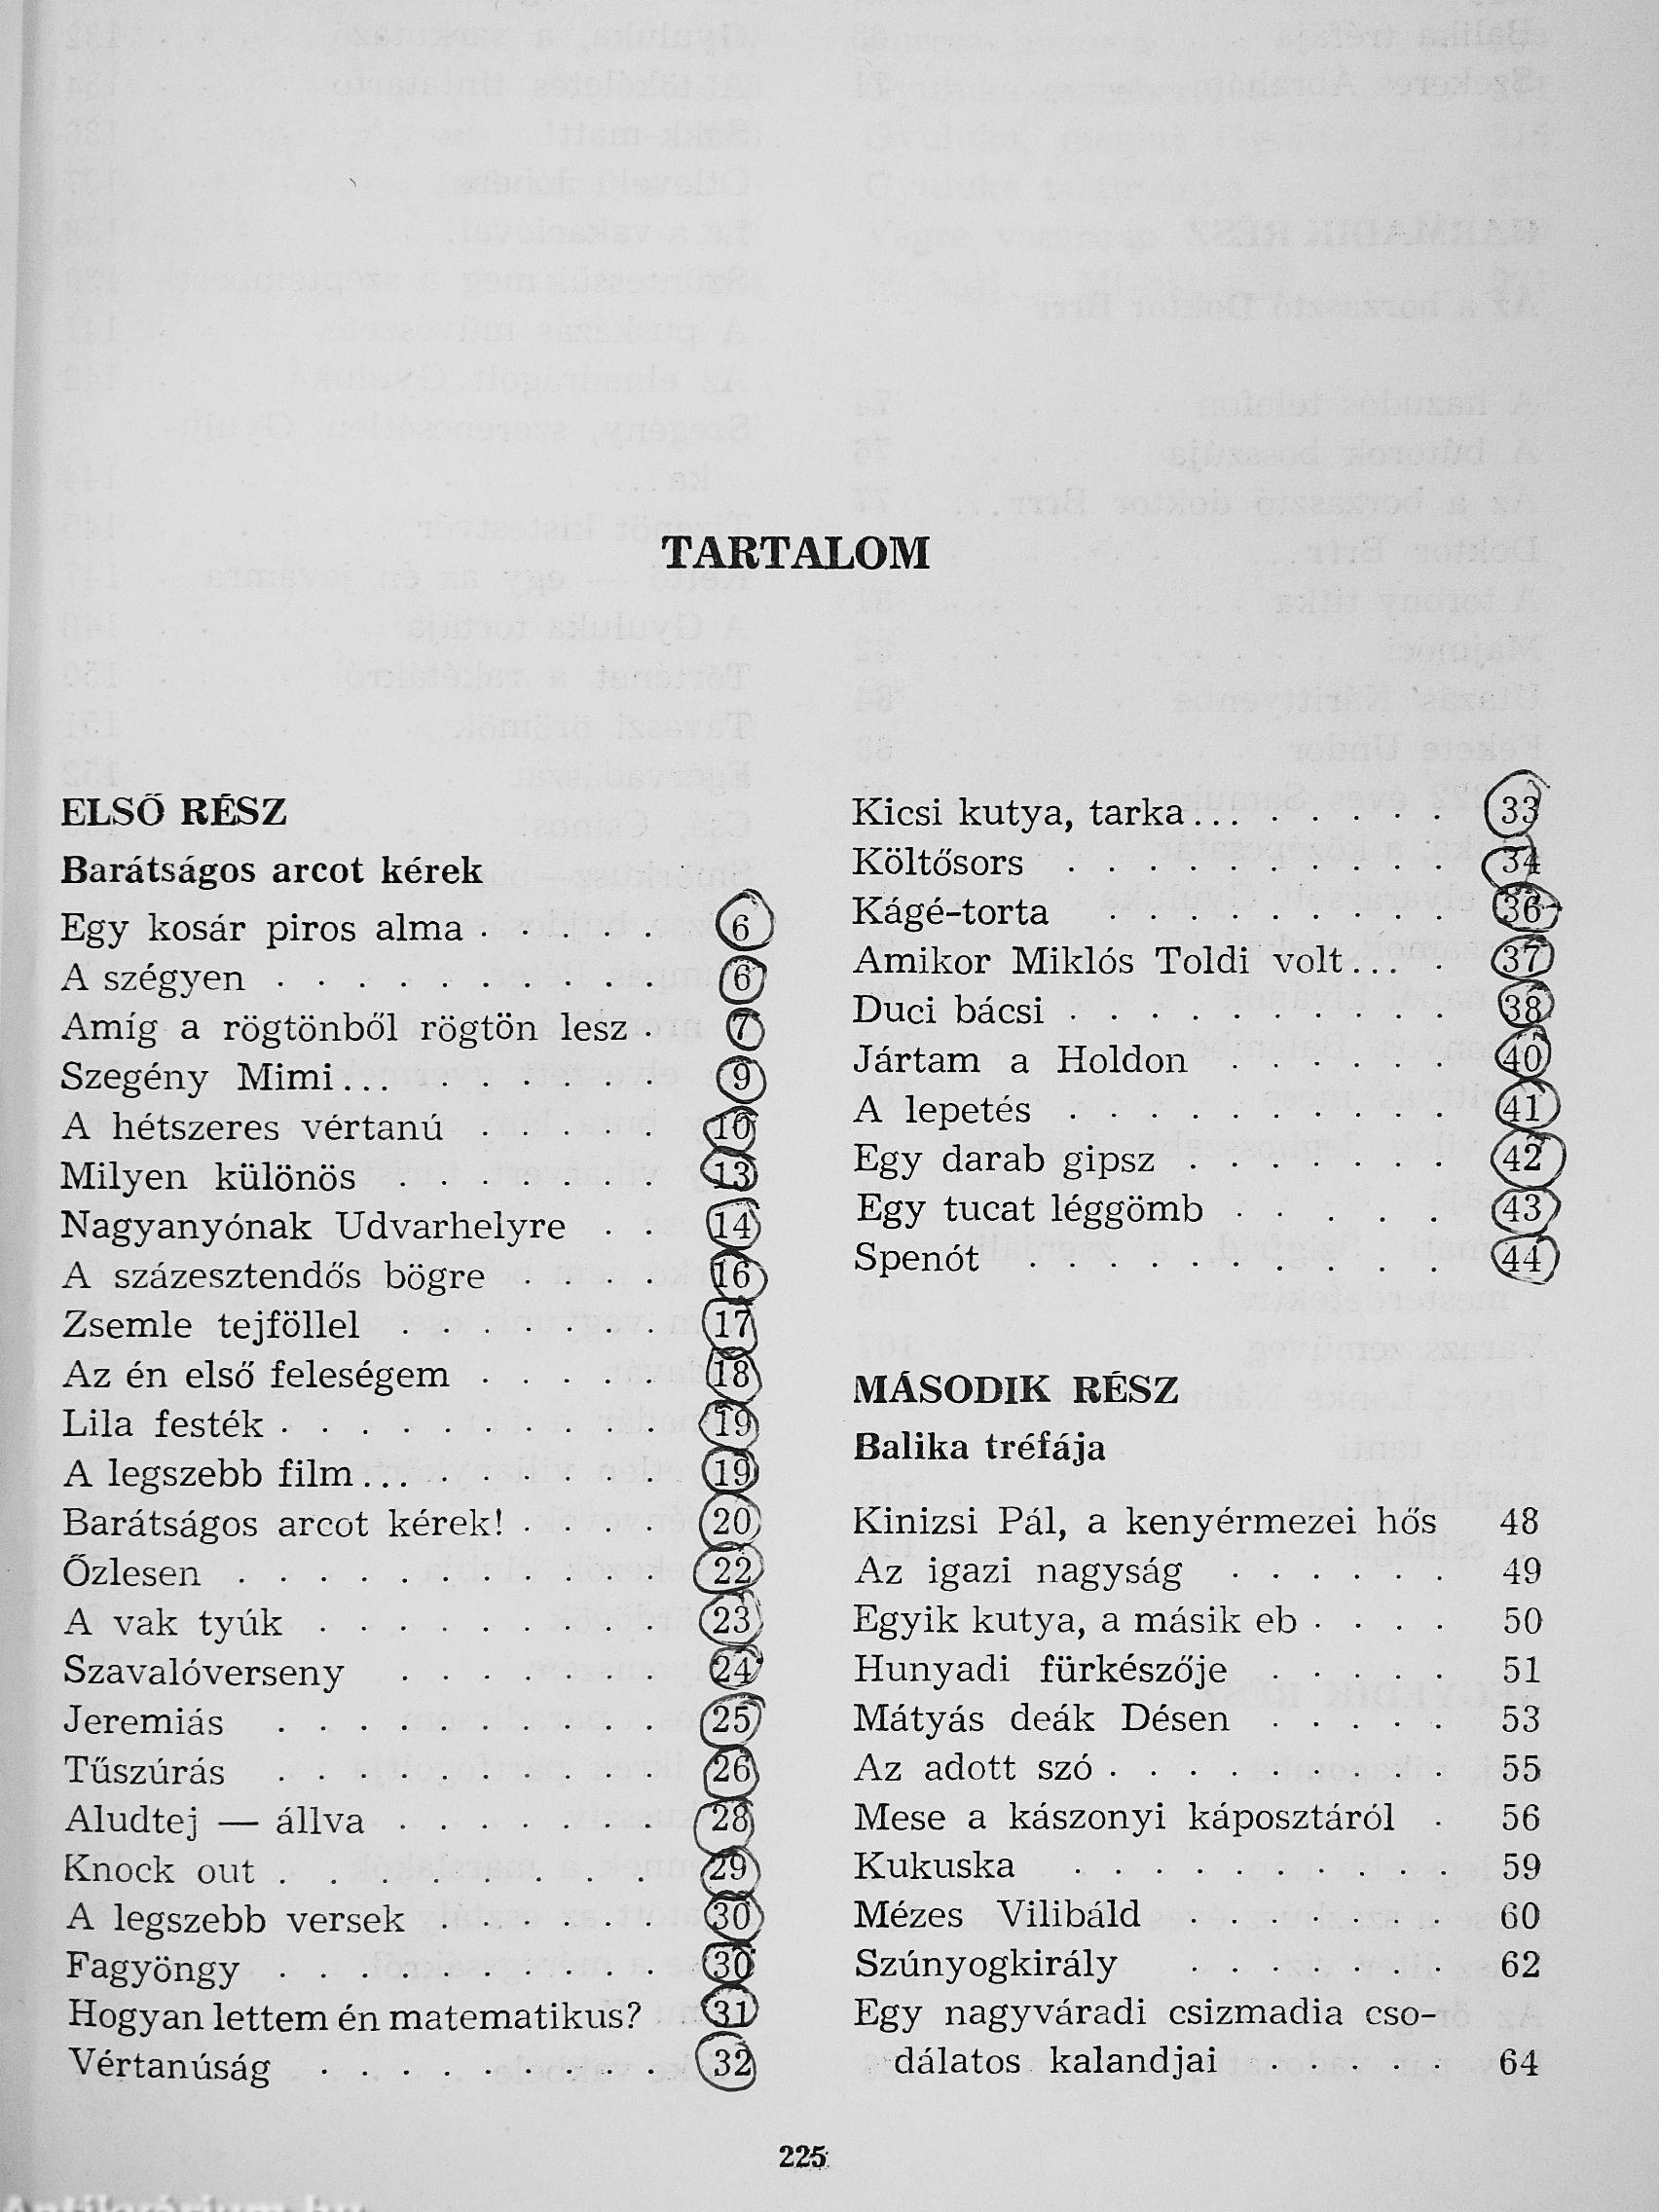 TARTALOM
ELSŐ RÉSZ
Barátságos arcot kérek
Egy kosár piros alma . . . . . 6
A szégyen . . . . . . . . . . 6
Amíg a rögtönből rögtön lesz . 7
Szegény Mimi... . . . . . . 9
A hétszeres vértanú . . . . . 10
Milyen különös . . . . . . . 13
Nagyanyónak Udvarhelyre . . 14
A százesztendős bögre . . . . 16
Zsemle tejföllel . . . . . . . 17
Az én első feleségem . . . . . 18
Lila festék . . . . . . . . . . 19
A legszebb film... . . . . . . 19
Barátságos arcot kérek! . . . . 20
Őzlesen . . . . . . . . . . . 22
A vak tyúk . . . . . . . . . 23
Szavalóverseny . . . . . . . 24
Jeremiás . . . . . . . . . . 25
Tűszúrás . . . . . . . . . . 26
Aludtej — állva . . . . . . . 28
Knock out . . . . . . . . . 29
A legszebb versek . . . . . . 30
Fagyöngy . . . . . . . . . . 30
Hogyan lettem én matematikus? 31
Vértanúság . . . . . . . . . 32
Kicsi kutya, tarka... . . . . . . 33
Költősors . . . . . . . . . . 34
Kágé-torta . . . . . . . . . 36
Amikor Miklós Toldi volt... . 37
Duci bácsi . . . . . . . . . . 38
Jártam a Holdon . . . . . . 40
A lepetés . . . . . . . . . . 41
Egy darab gipsz . . . . . . . 42
Egy tucat léggömb . . . . . 43
Spenót . . . . . . . . . . . 44
MÁSODIK RÉSZ
Balika tréfája
Kinizsi Pál, a kenyérmezei hős 48
Az igazi nagyság . . . . . . 49
Egyik kutya, a másik eb . . . . 50
Hunyadi fürkészője . . . . . 51
Mátyás deák Désen . . . . . 53
Az adott szó . . . . . . . . . 55
Mese a kászonyi káposztáról . 56
Kukuska . . . . . . . . . . 59
Mézes Vilibáld . . . . . . . 60
Szúnyogkirály . . . . . . . 62
Egy nagyváradi csizmadia cso-
dálatos kalandjai . . . . . 64
225